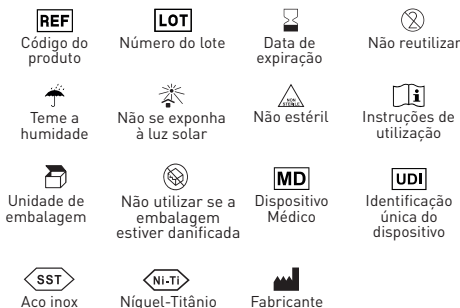 REF
Código do
produto
LOT
Número do lote
Data de
expiração
2
Não reutilizar
Teme a
humidade
Não se exponha
à luz solar
NON
STERILE
Não estéril
i
Instruções de
utilização
Unidade de
embalagem
Não utilizar se a
embalagem
estiver danificada
MD
Dispositivo
Médico
UDI
Identificação
única do
dispositivo
SST
Aço inox
Ni-Ti
Níquel-Titânio
Fabricante